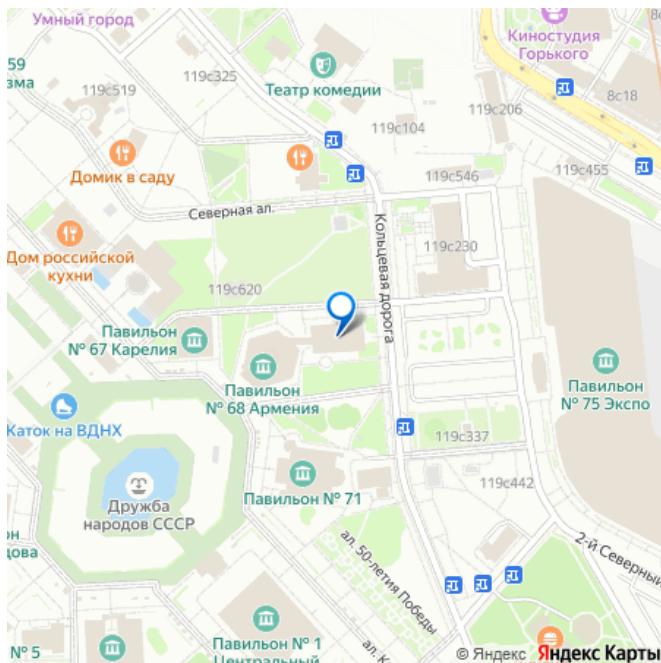 Умный город
Киностудия
Горького
59
зма
119с325
Театр комедии
119с519
119с206
8с18
119с104
Домик в саду
119с546
119с455
Северная ал.
Кольцевая дорога
119с230
Дом российской
кухни
119с620
Павильон
№ 67 Карелия
Павильон
№ 68 Армения
Павильон
№ 75 Экспо
Каток на ВДНХ
119с337
119с442
Павильон № 71
Дружба
народов СССР
он
дова
2-й Северный
ал. 50-летия Победы
Павильон № 1
Центральный
№ 5
ал. К
© Яндекс Яндекс Карты